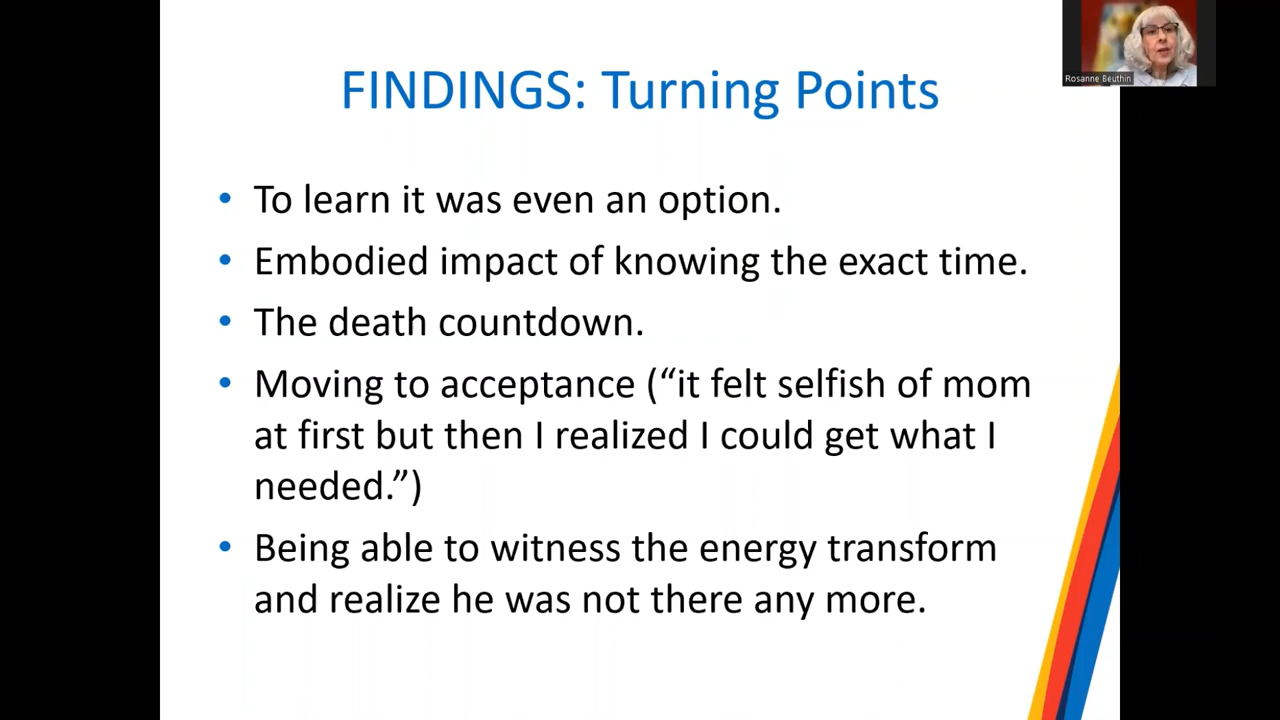 Rosanne Beuthin
FINDINGS: Turning Points
• To learn it was even an option.
• Embodied impact of knowing the exact time.
• The death countdown.
• Moving to acceptance (“it felt selfish of mom
at first but then I realized I could get what I
needed.”)
• Being able to witness the energy transform
and realize he was not there any more.